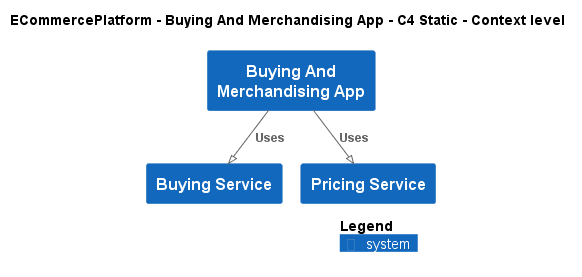 ECommercePlatform - Buying And Merchandising App - C4 Static - Context level
Buying And
Merchandising App
Uses
Uses
Buying Service
Pricing Service
Legend
system